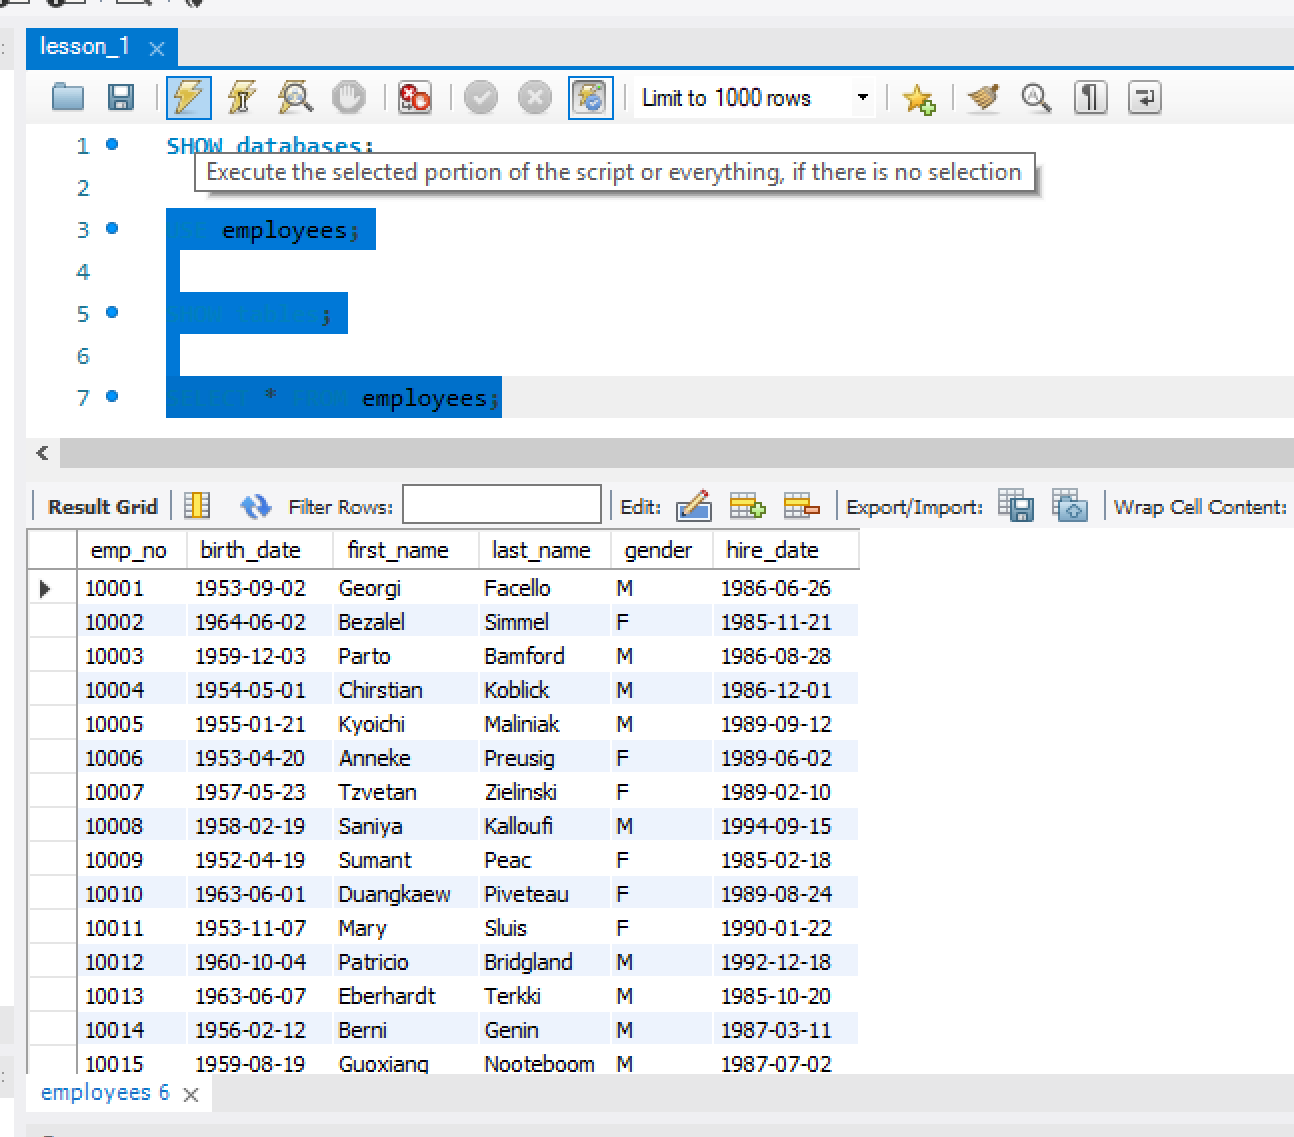 lesson_1
Limit to 1000 rows
1 SHOW databases;
Execute the selected portion of the script or everything, if there is no selection
2
3 USE employees;
4
5 SHOW tables;
6
7 SELECT * FROM employees;
Result Grid Filter Rows: Edit: Export/Import: Wrap Cell Content:
emp_no birth_date first_name last_name gender hire_date
10001 1953-09-02 Georgi Facello M 1986-06-26
10002 1964-06-02 Bezalel Simmel F 1985-11-21
10003 1959-12-03 Parto Bamford M 1986-08-28
10004 1954-05-01 Chirstian Koblick M 1986-12-01
10005 1955-01-21 Kyoichi Maliniak M 1989-09-12
10006 1953-04-20 Anneke Preusig F 1989-06-02
10007 1957-05-23 Tzvetan Zielinski F 1989-02-10
10008 1958-02-19 Saniya Kalloufi M 1994-09-15
10009 1952-04-19 Sumant Peac F 1985-02-18
10010 1963-06-01 Duangkaew Piveteau F 1989-08-24
10011 1953-11-07 Mary Sluis F 1990-01-22
10012 1960-10-04 Patricio Bridgland M 1992-12-18
10013 1963-06-07 Eberhardt Terkki M 1985-10-20
10014 1956-02-12 Berni Genin M 1987-03-11
10015 1959-08-19 Guoxiang Nooteboom M 1987-07-02
employees 6